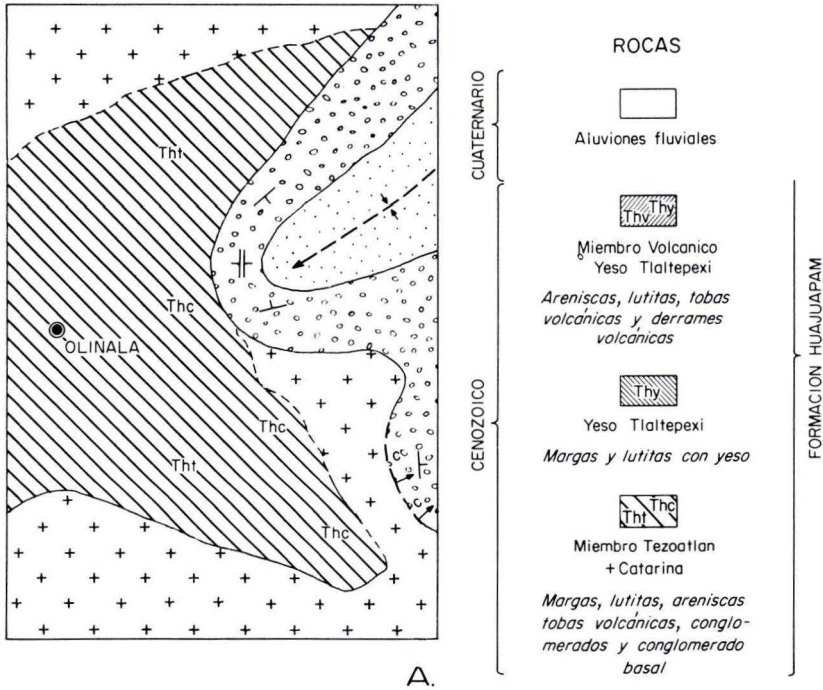 Tht
Thc
OLINALA
Thc
Tht
Thc
c
c
A.
ROCAS
CUATERNARIO
Aluviones fluviales
CENOZOICO
Thv Thy
Miembro Volcanico
Yeso Tlaltepexi
Areniscas, lutitas, tobas
volcánicas y derrames
volcánicas
Thy
Yeso Tlaltepexi
Margas y lutitas con yeso
Tht Thc
Miembro Tezoatlan
+ Catarina
Margas, lutitas, areniscas
tobas volcánicas, conglo-
merados y conglomerado
basal
FORMACION HUAJUAPAM